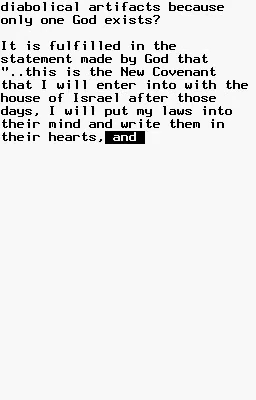 diabolical artifacts because
only one God exists?
It is fulfilled in the
statement made by God that
"..this is the New Covenant
that I will enter into with the
house of Israel after those
days, I will put my laws into
their mind and write them in
their hearts, and